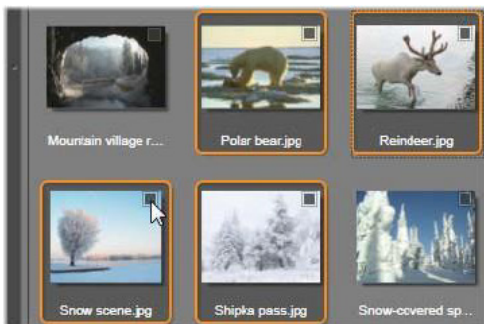 Mountain village r...
Polar bear.jpg
Reindeer.jpg
Snow scene.jpg
Shipka pass.jpg
Snow-covered sp...